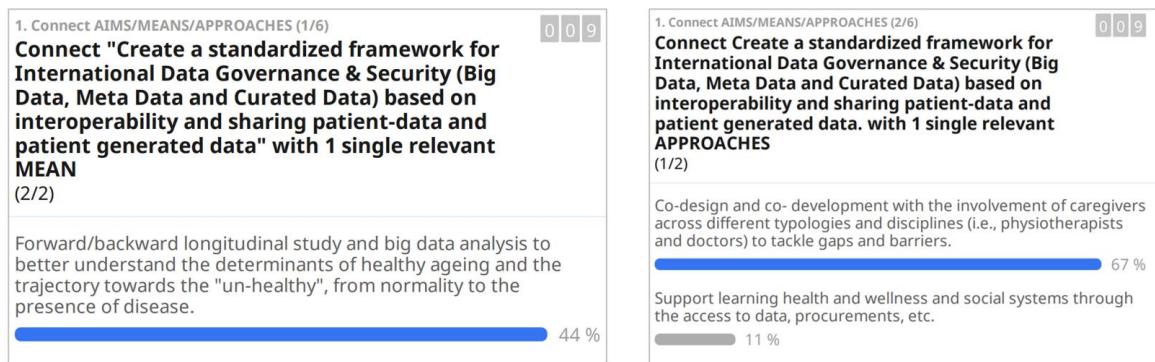 1. Connect AIMS/MEANS/APPROACHES (1/6)
0 0 9
Connect "Create a standardized framework for
International Data Governance & Security (Big
Data, Meta Data and Curated Data) based on
interoperability and sharing patient-data and
patient generated data" with 1 single relevant
MEAN
(2/2)
Forward/backward longitudinal study and big data analysis to
better understand the determinants of healthy ageing and the
trajectory towards the "un-healthy", from normality to the
presence of disease.
44 %
1. Connect AIMS/MEANS/APPROACHES (2/6)
0 0 9
Connect Create a standardized framework for
International Data Governance & Security (Big
Data, Meta Data and Curated Data) based on
interoperability and sharing patient-data and
patient generated data. with 1 single relevant
APPROACHES
(1/2)
Co-design and co- development with the involvement of caregivers
across different typologies and disciplines (i.e., physiotherapists
and doctors) to tackle gaps and barriers.
67 %
Support learning health and wellness and social systems through
the access to data, procurements, etc.
11 %